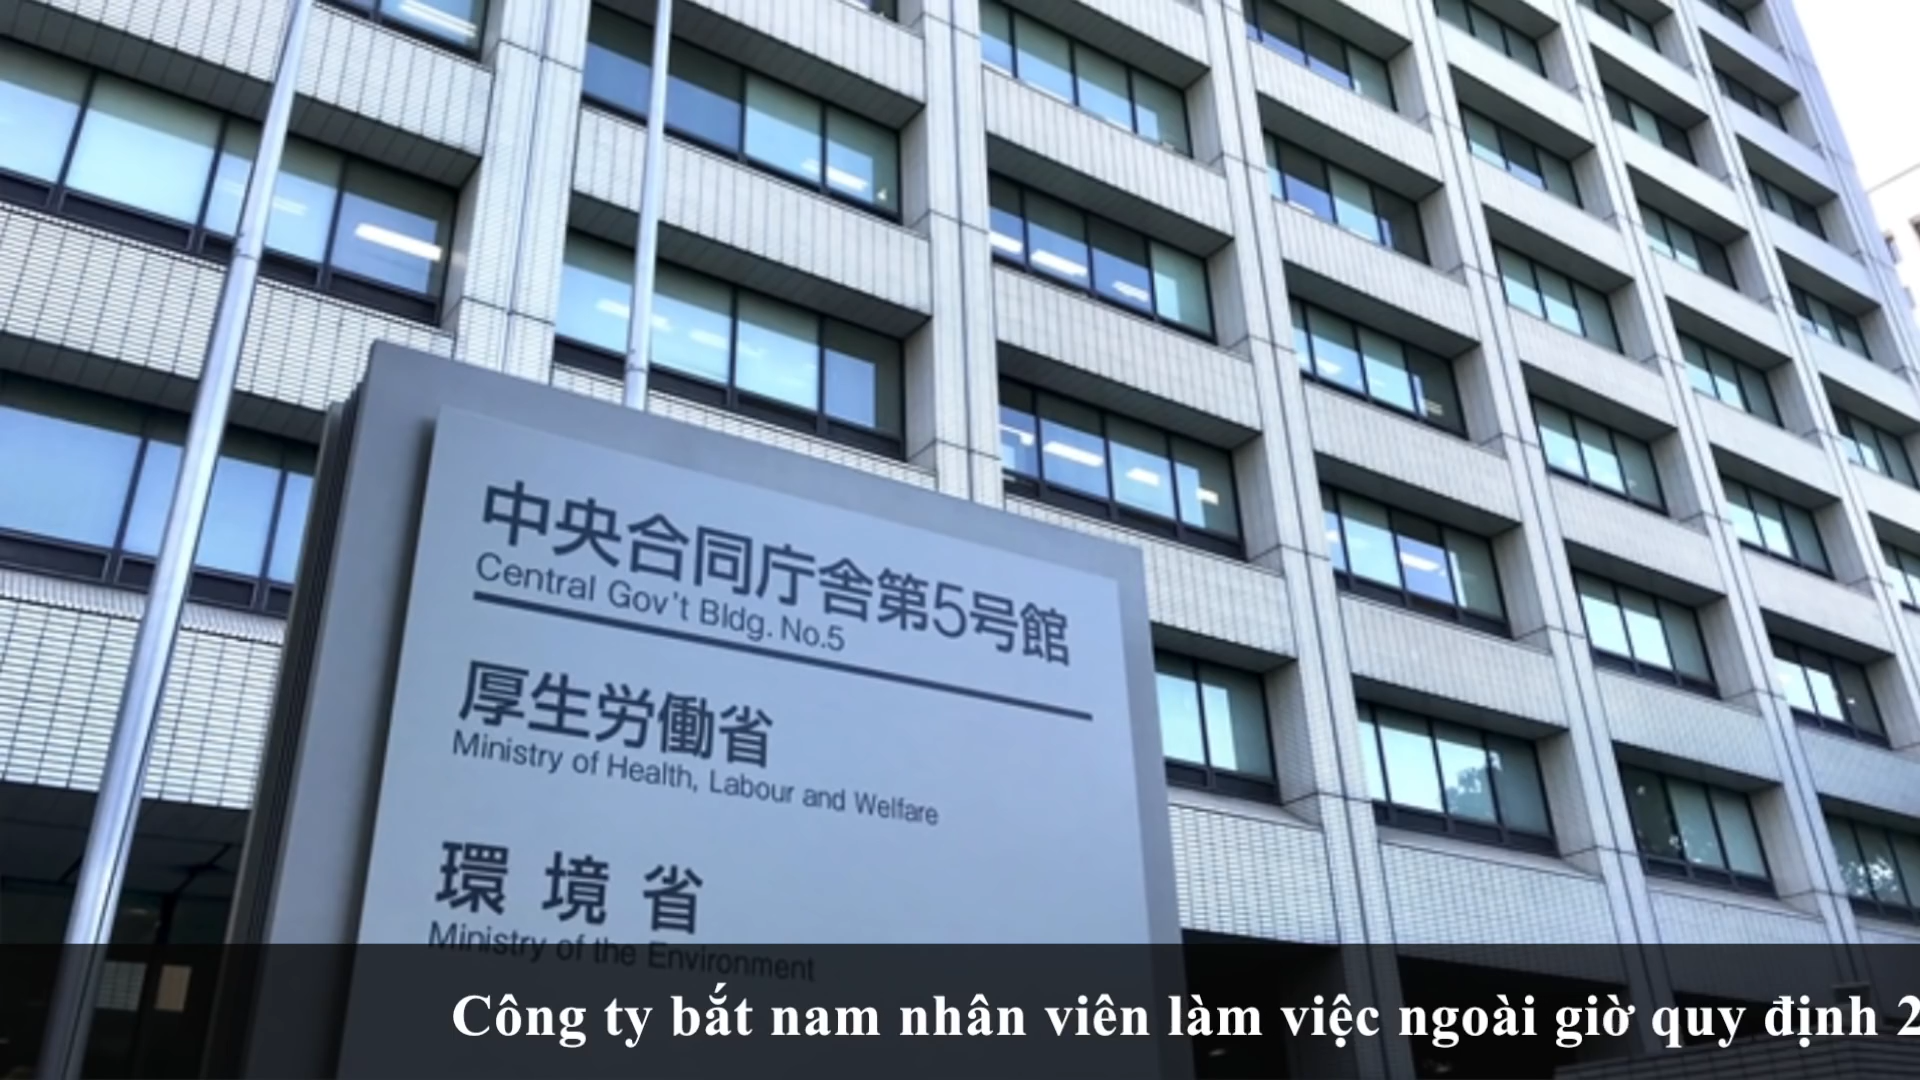 中央合同庁舎第5号館
Central Gov't Bldg. No.5
厚生労働省
Ministry of Health, Labour and Welfare
環境省
Ministry of the Environment
Công ty bắt nam nhân viên làm việc ngoài giờ quy định 2